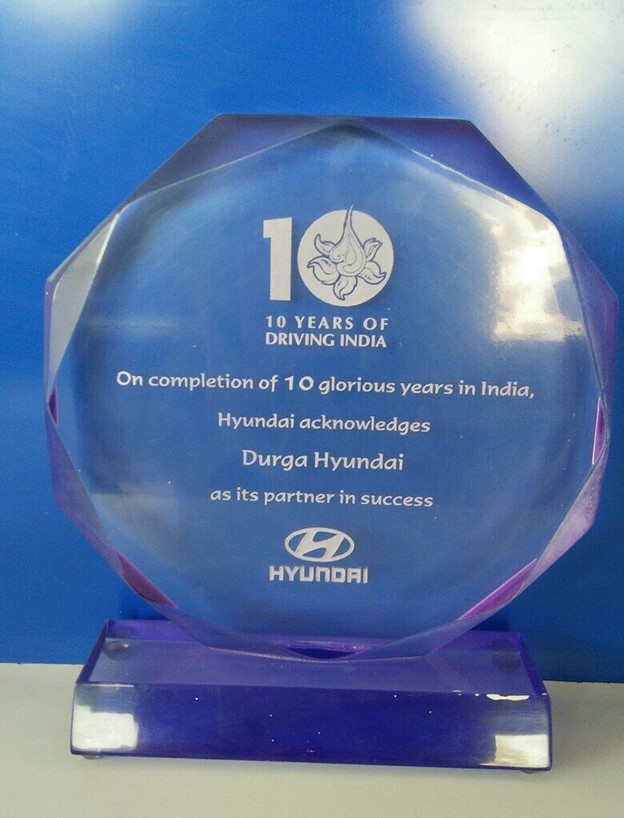 10
10 YEARS OF
DRIVING INDIA
On completion of 10 glorious years in India,
Hyundai acknowledges
Durga Hyundai
as its partner in success
HYUNDAI